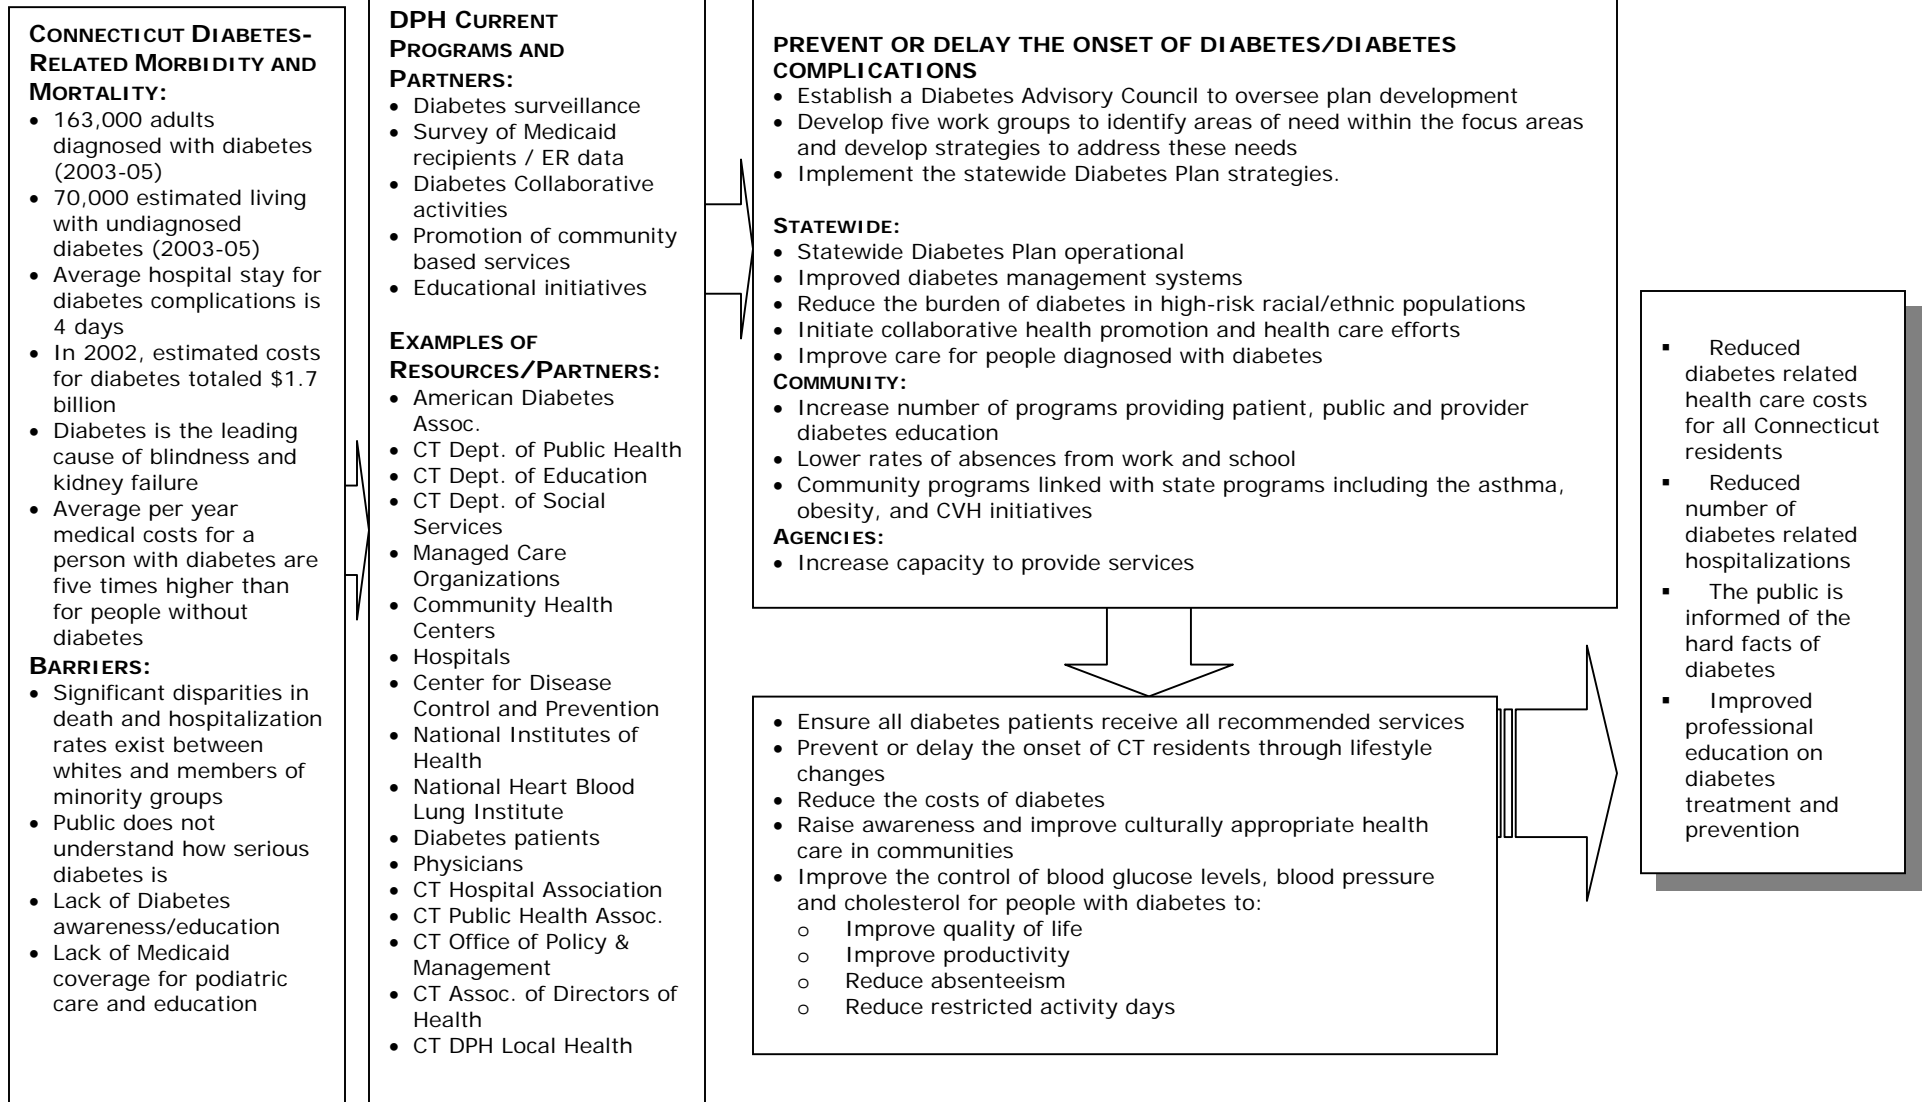 CONNECTICUT DIABETES-
RELATED MORBIDITY AND
MORTALITY:
• 163,000 adults
diagnosed with diabetes
(2003-05)
• 70,000 estimated living
with undiagnosed
diabetes (2003-05)
• Average hospital stay for
diabetes complications is
4 days
• In 2002, estimated costs
for diabetes totaled $1.7
billion
• Diabetes is the leading
cause of blindness and
kidney failure
• Average per year
medical costs for a
person with diabetes are
five times higher than
for people without
diabetes
BARRIERS:
• Significant disparities in
death and hospitalization
rates exist between
whites and members of
minority groups
• Public does not
understand how serious
diabetes is
• Lack of Diabetes
awareness/education
• Lack of Medicaid
coverage for podiatric
care and education
DPH CURRENT
PROGRAMS AND
PARTNERS:
• Diabetes surveillance
• Survey of Medicaid
recipients / ER data
• Diabetes Collaborative
activities
• Promotion of community
based services
• Educational initiatives
EXAMPLES OF
RESOURCES/PARTNERS:
• American Diabetes
Assoc.
• CT Dept. of Public Health
• CT Dept. of Education
• CT Dept. of Social
Services
• Managed Care
Organizations
• Community Health
Centers
• Hospitals
• Center for Disease
Control and Prevention
• National Institutes of
Health
• National Heart Blood
Lung Institute
• Diabetes patients
• Physicians
• CT Hospital Association
• CT Public Health Assoc.
• CT Office of Policy &
Management
• CT Assoc. of Directors of
Health
• CT DPH Local Health
PREVENT OR DELAY THE ONSET OF DIABETES/DIABETES
COMPLICATIONS
• Establish a Diabetes Advisory Council to oversee plan development
• Develop five work groups to identify areas of need within the focus areas
and develop strategies to address these needs
• Implement the statewide Diabetes Plan strategies.
STATEWIDE:
• Statewide Diabetes Plan operational
• Improved diabetes management systems
• Reduce the burden of diabetes in high-risk racial/ethnic populations
• Initiate collaborative health promotion and health care efforts
• Improve care for people diagnosed with diabetes
COMMUNITY:
• Increase number of programs providing patient, public and provider
diabetes education
• Lower rates of absences from work and school
• Community programs linked with state programs including the asthma,
obesity, and CVH initiatives
AGENCIES:
• Increase capacity to provide services
• Ensure all diabetes patients receive all recommended services
• Prevent or delay the onset of CT residents through lifestyle
changes
• Reduce the costs of diabetes
• Raise awareness and improve culturally appropriate health
care in communities
• Improve the control of blood glucose levels, blood pressure
and cholesterol for people with diabetes to:
o Improve quality of life
o Improve productivity
o Reduce absenteeism
o Reduce restricted activity days
▪ Reduced
diabetes related
health care costs
for all Connecticut
residents
▪ Reduced
number of
diabetes related
hospitalizations
▪ The public is
informed of the
hard facts of
diabetes
▪ Improved
professional
education on
diabetes
treatment and
prevention